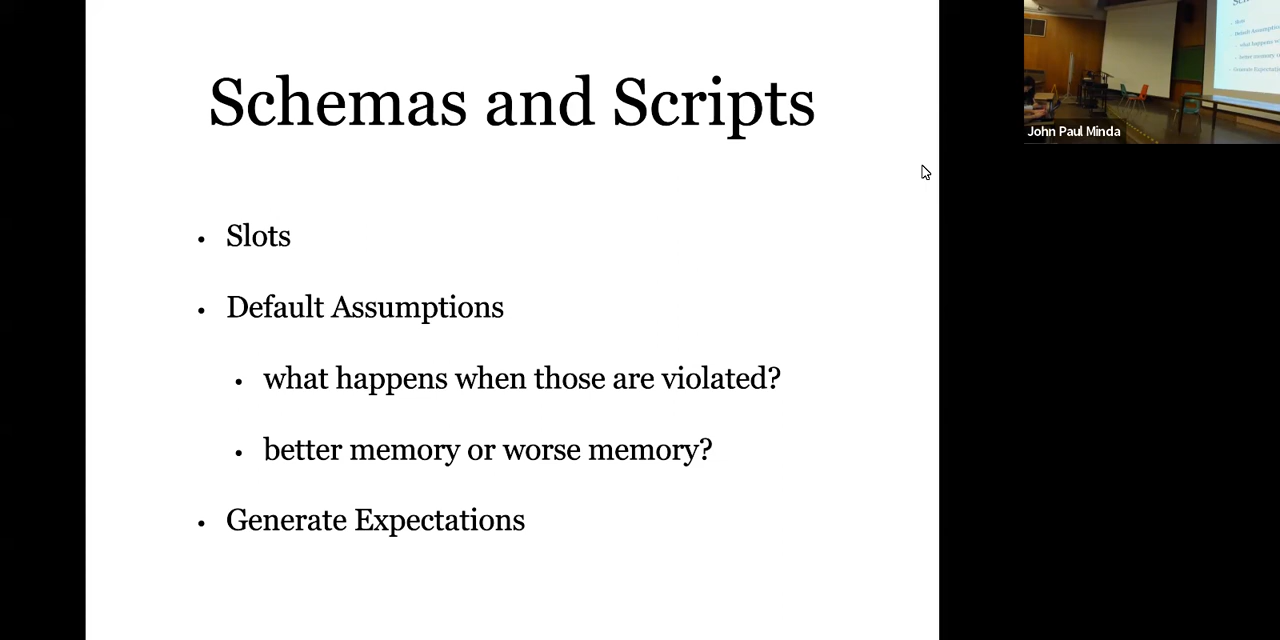 Schemas and Scripts
• Slots
• Default Assumptions
• what happens when those are violated?
• better memory or worse memory?
• Generate Expectations
John Paul Minda